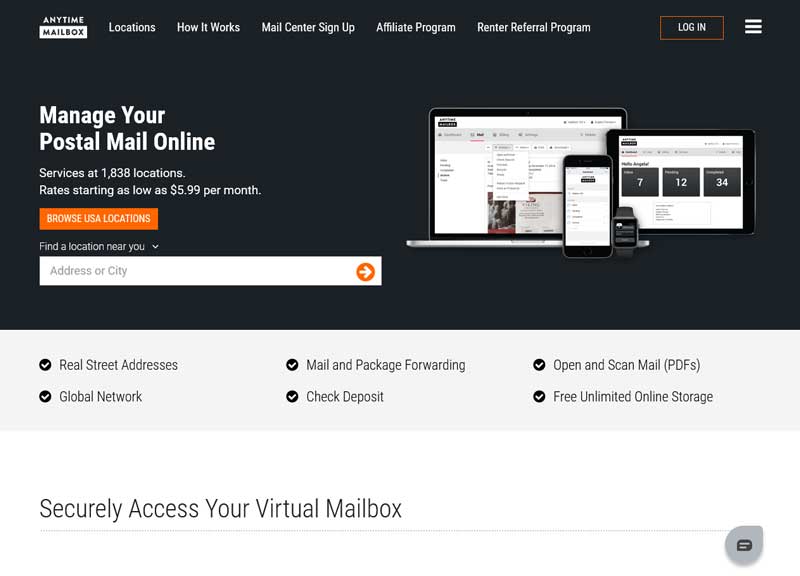 ANYTIME
MAILBOX
Locations
How It Works
Mail Center Sign Up
Affiliate Program
Renter Referral Program
LOG IN
Manage Your
Postal Mail Online
Services at 1,838 locations.
Rates starting as low as $5.99 per month.
BROWSE USA LOCATIONS
Find a location near you
Address or City
ANYTIME
MAILBOX
Mail
Hello Angela!
7
12
34
Real Street Addresses
Mail and Package Forwarding
Open and Scan Mail (PDFs)
Global Network
Check Deposit
Free Unlimited Online Storage
Securely Access Your Virtual Mailbox